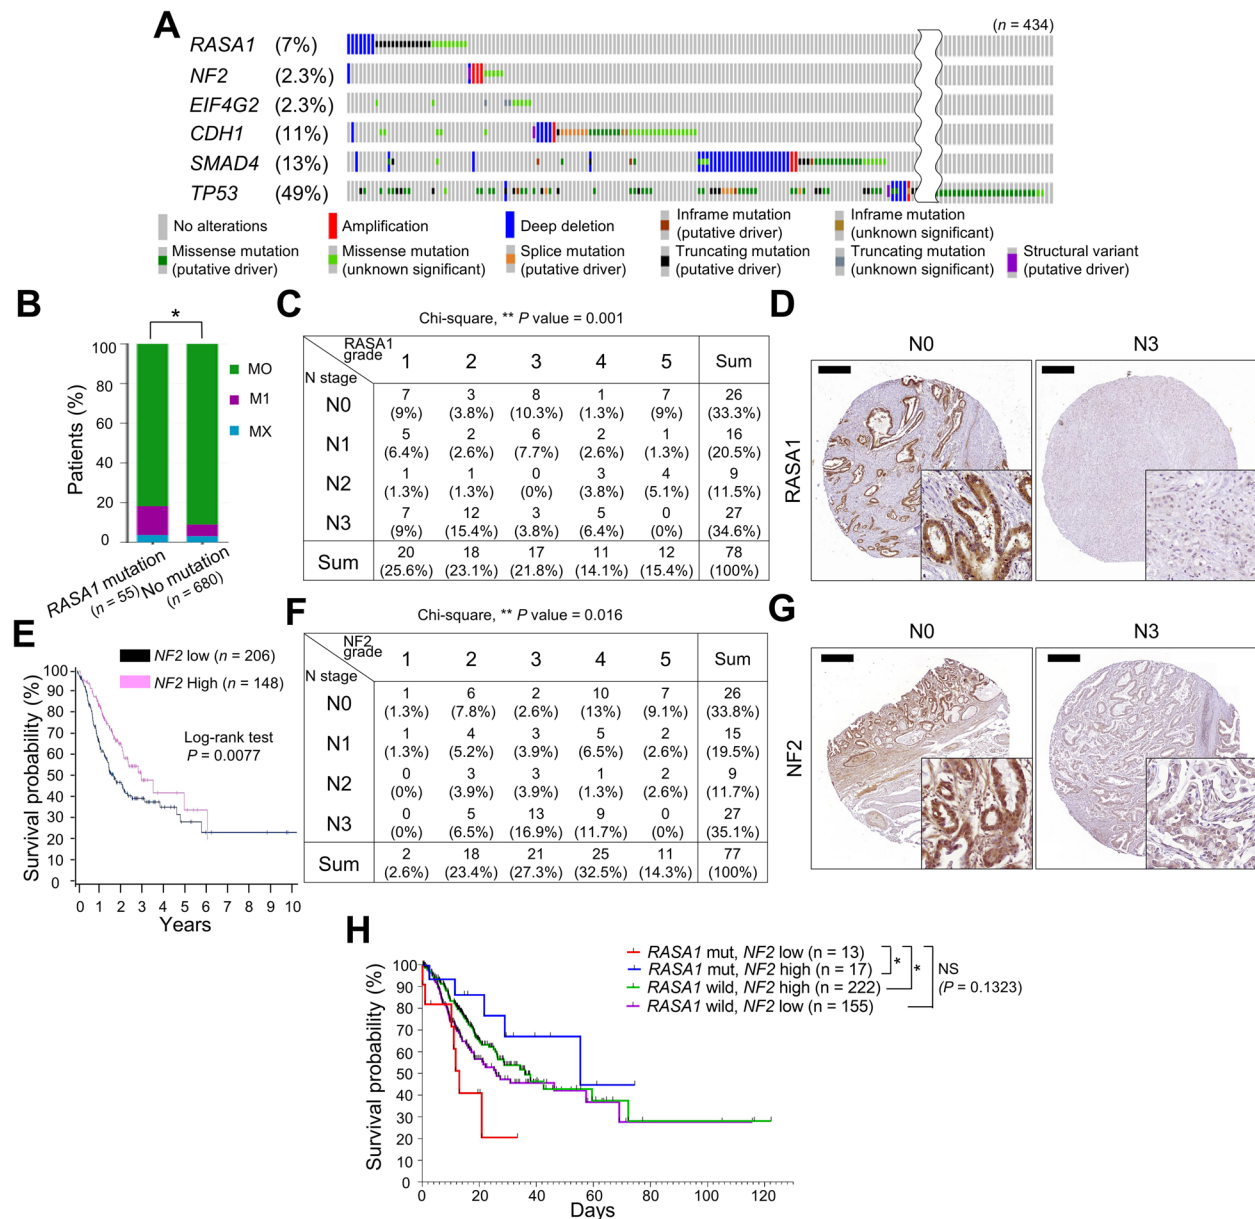 A
(n = 434)
RASA1 (7%)
NF2 (2.3%)
EIF4G2 (2.3%)
CDH1 (11%)
SMAD4 (13%)
TP53 (49%)
No alterations
Amplification
Deep deletion
Inframe mutation
(putative driver)
Inframe mutation
(unknown significant)
Missense mutation
(putative driver)
Missense mutation
(unknown significant)
Splice mutation
(putative driver)
Truncating mutation
(putative driver)
Truncating mutation
(unknown significant)
Structural variant
(putative driver)
B
*
100
80
60
40
20
0
Patients (%)
MO
M1
MX
RASA1 mutation
(n = 55)
No mutation
(n = 680)
C
Chi-square, ** P value = 0.001
RASA1
grade
N stage
1 2 3 4 5 Sum
N0 7 3 8 1 7 26
(9%) (3.8%) (10.3%) (1.3%) (9%) (33.3%)
N1 5 2 6 2 1 16
(6.4%) (2.6%) (7.7%) (2.6%) (1.3%) (20.5%)
N2 1 1 0 3 4 9
(1.3%) (1.3%) (0%) (3.8%) (5.1%) (11.5%)
N3 7 12 3 5 0 27
(9%) (15.4%) (3.8%) (6.4%) (0%) (34.6%)
Sum 20 18 17 11 12 78
(25.6%) (23.1%) (21.8%) (14.1%) (15.4%) (100%)
D
N0 N3
RASA1
E
NF2 low (n = 206)
NF2 High (n = 148)
Log-rank test
P = 0.0077
Survival probability (%)
100
90
80
70
60
50
40
30
20
10
0
0 1 2 3 4 5 6 7 8 9 10
Years
F
Chi-square, ** P value = 0.016
NF2
grade
N stage
1 2 3 4 5 Sum
N0 1 6 2 10 7 26
(1.3%) (7.8%) (2.6%) (13%) (9.1%) (33.8%)
N1 1 4 3 5 2 15
(1.3%) (5.2%) (3.9%) (6.5%) (2.6%) (19.5%)
N2 0 3 3 1 2 9
(0%) (3.9%) (3.9%) (1.3%) (2.6%) (11.7%)
N3 0 5 13 9 0 27
(0%) (6.5%) (16.9%) (11.7%) (0%) (35.1%)
Sum 2 18 21 25 11 77
(2.6%) (23.4%) (27.3%) (32.5%) (14.3%) (100%)
G
N0 N3
NF2
H
RASA1 mut, NF2 low (n = 13)
RASA1 mut, NF2 high (n = 17)
RASA1 wild, NF2 high (n = 222)
RASA1 wild, NF2 low (n = 155)
*
*
NS
(P = 0.1323)
Survival probability (%)
100
90
80
70
60
50
40
30
20
10
0
0 20 40 60 80 100 120
Days